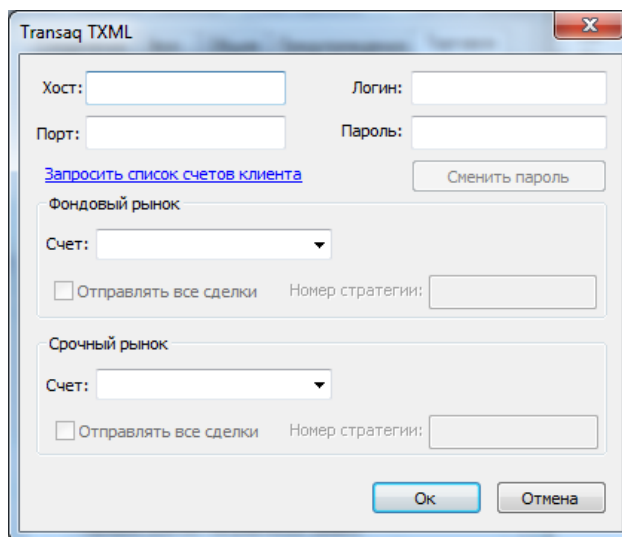 Transaq TXML
Хост: Логин:
Порт: Пароль:
Запросить список счетов клиента Сменить пароль
Фондовый рынок
Счет:
Отправлять все сделки Номер стратегии:
Срочный рынок
Счет:
Отправлять все сделки Номер стратегии:
Ок Отмена